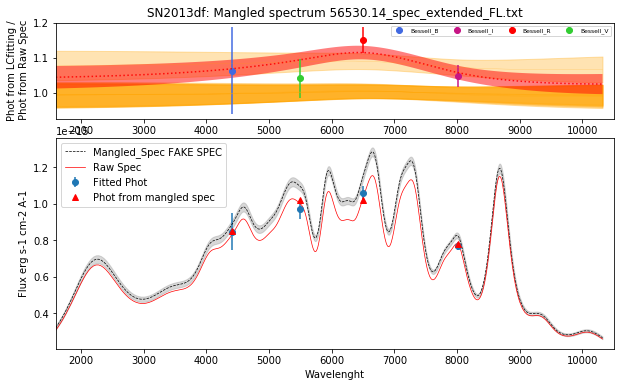 SN2013df: Mangled spectrum 56530.14_spec_extended_FL.txt
Phot from LCfitting /
Phot from Raw Spec
1.2
1.1
1.0
Bessell_B
Bessell_I
Bessell_R
Bessell_V
2000 3000 4000 5000 6000 7000 8000 9000 10000
Flux erg s-1 cm-2 A-1
1.2
1.0
0.8
0.6
0.4
Mangled_Spec FAKE SPEC
Raw Spec
Fitted Phot
Phot from mangled spec
2000 3000 4000 5000 6000 7000 8000 9000 10000
Wavelenght